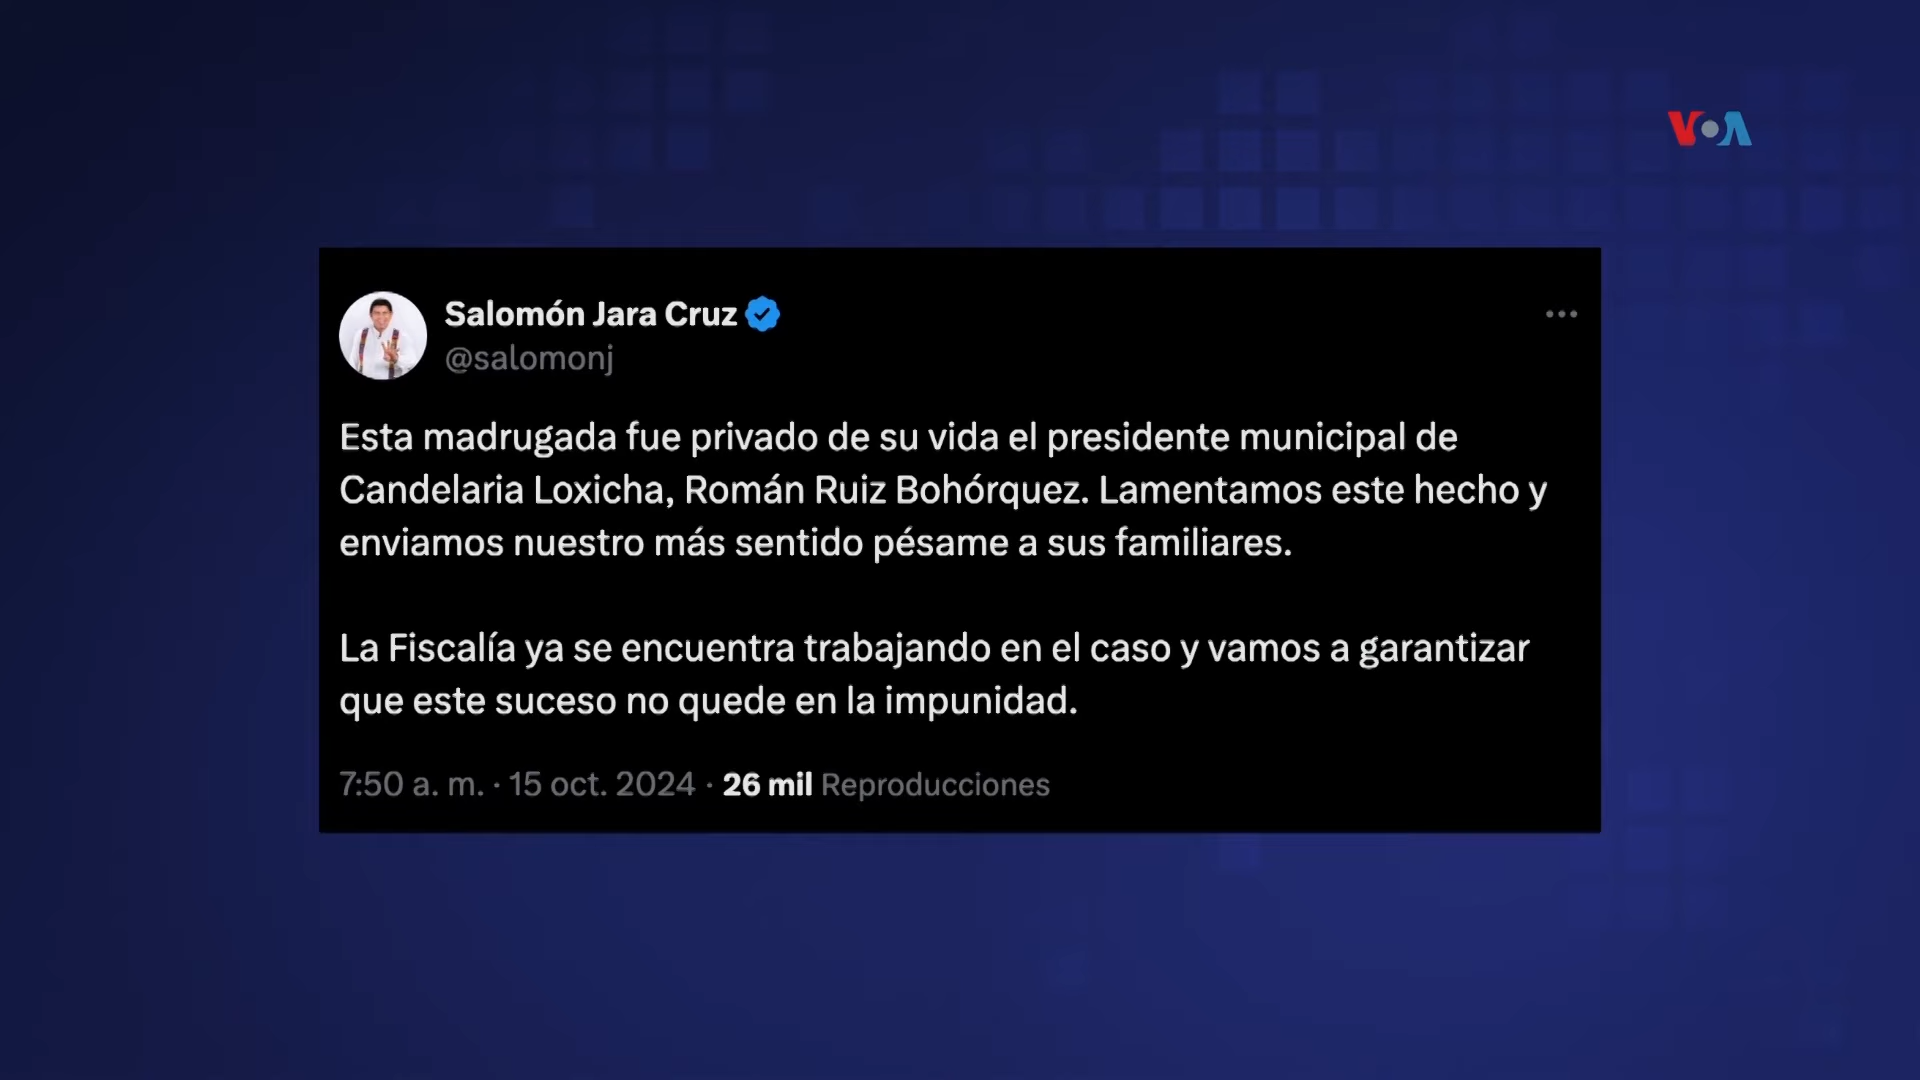 VOA
Salomón Jara Cruz
@salomonj
Esta madrugada fue privado de su vida el presidente municipal de
Candelaria Loxicha, Román Ruiz Bohórquez. Lamentamos este hecho y
enviamos nuestro más sentido pésame a sus familiares.
La Fiscalía ya se encuentra trabajando en el caso y vamos a garantizar
que este suceso no quede en la impunidad.
7:50 a. m. · 15 oct. 2024 · 26 mil Reproducciones